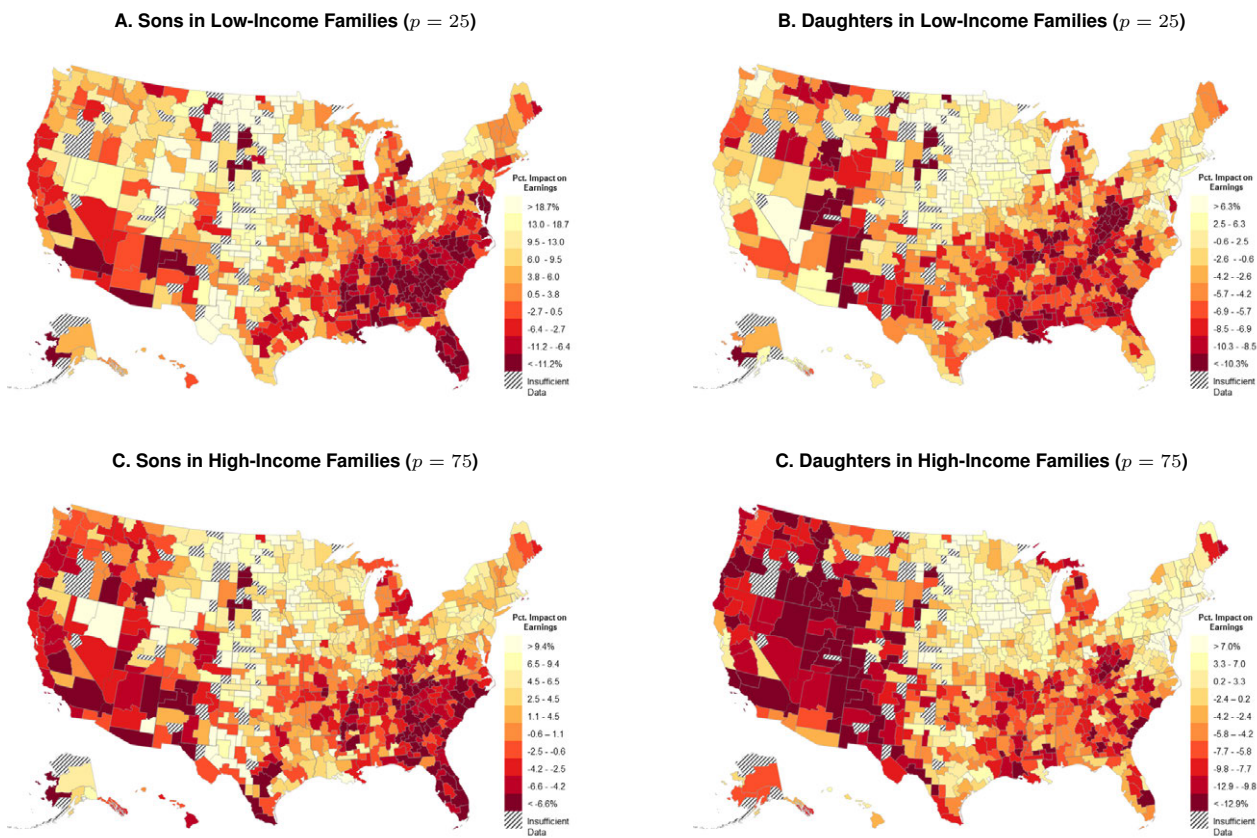 A. Sons in Low-Income Families (p = 25)
Pct. Impact on
Earnings
> 18.7%
13.0 - 18.7
9.5 - 13.0
6.0 - 9.5
3.8 - 6.0
0.5 - 3.8
-2.7 - 0.5
-6.4 - -2.7
-11.2 - -6.4
< -11.2%
Insufficient
Data
B. Daughters in Low-Income Families (p = 25)
Pct. Impact on
Earnings
> 6.3%
2.5 - 6.3
-0.6 - 2.5
-2.6 - -0.6
-4.2 - -2.6
-5.7 - -4.2
-6.9 - -5.7
-8.5 - -6.9
-10.3 - -8.5
< -10.3%
Insufficient
Data
C. Sons in High-Income Families (p = 75)
Pct. Impact on
Earnings
> 9.4%
6.5 - 9.4
4.5 - 6.5
2.5 - 4.5
1.1 - 4.5
-0.6 – 1.1
-2.5 - -0.6
-4.2 - -2.5
-6.6 - -4.2
< -6.6%
Insufficient
Data
C. Daughters in High-Income Families (p = 75)
Pct. Impact on
Earnings
> 7.0%
3.3 - 7.0
0.2 - 3.3
-2.4 – 0.2
-4.2 - -2.4
-5.8 – -4.2
-7.7 - -5.8
-9.8 - -7.7
-12.9 - -9.8
< -12.9%
Insufficient
Data